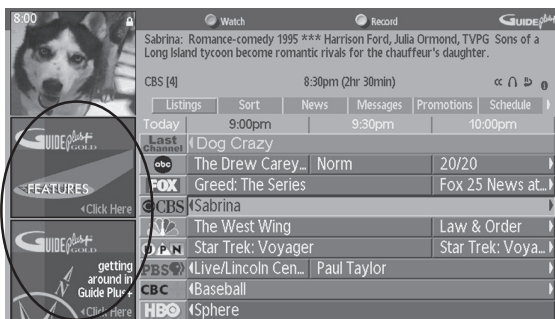 8:00
Watch
Record
GUIDE Plus+
Sabrina: Romance-comedy 1995 *** Harrison Ford, Julia Ormond, TVPG Sons of a
Long Island tycoon become romantic rivals for the chauffeur's daughter.
CBS [4] 8:30pm (2hr 30min)
Listings Sort News Messages Promotions Schedule
Today 9:00pm 9:30pm 10:00pm
Last Channel Dog Crazy
abc The Drew Carey... Norm 20/20
FOX Greed: The Series Fox 25 News at...
CBS Sabrina
The West Wing Law & Order
UPN Star Trek: Voyager Star Trek: Voya...
PBS Live/Lincoln Cen... Paul Taylor
CBC Baseball
HBO Sphere
GUIDE Plus+
GOLD
FEATURES
Click Here
GUIDE Plus+
GOLD
getting
around in
Guide Plus+
Click Here